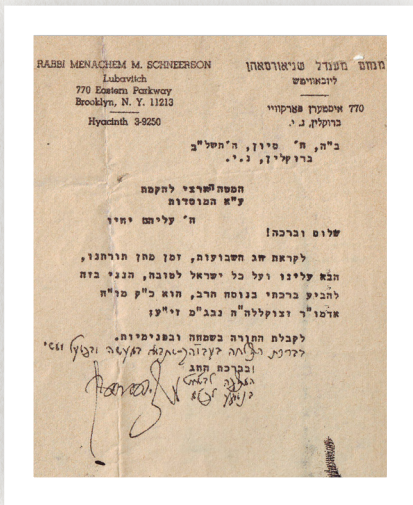 RABBI MENACHEM M. SCHNEERSON
Lubavitch
770 Eastern Parkway
Brooklyn, N. Y. 11213
Hyacinth 3-9250
מנחם מענדל שניאורסאהן
ליובאוויטש
770 איסטערן פארקוויי
ברוקלין, נ. י.
ב"ה, ח' סיון, ה'תשל"ב
ברוקלין, נ.י.
המטה הארצי להקמת
ע"א המוסדות
ה' עליהם יחיו
שלום וברכה!
לקראת חג השבועות, זמן מתן תורתנו,
הבא עלינו ועל כל ישראל לטובה, הנני בזה
להביע ברכתי בנוסח הרב, הוא כ"ק מו"ח
אדמו"ר זצוקללה"ה נבג"מ זי"ע:
לקבלת התורה בשמחה ובפנימיות.
בברכת הצלחה
ובברכת החג